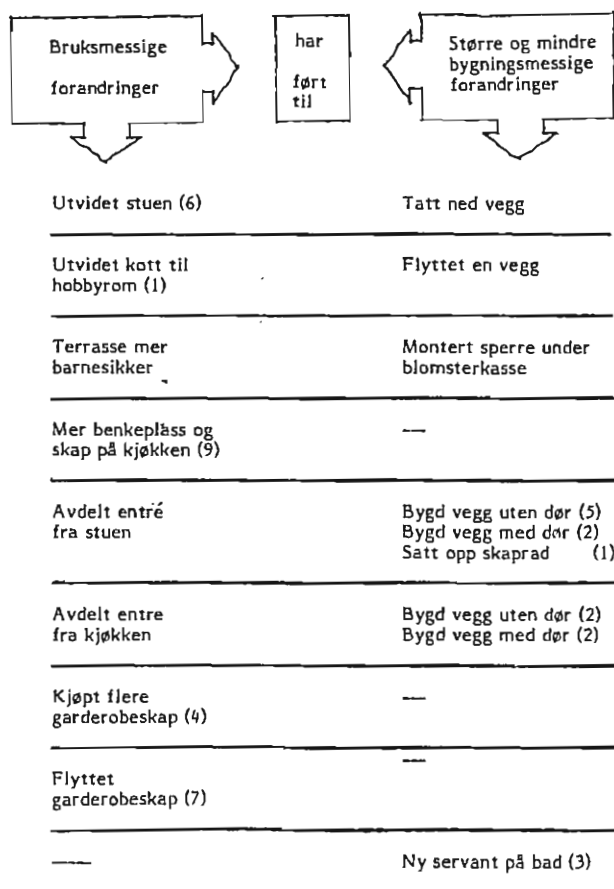 Bruksmessige
forandringer
har
ført
til
Større og mindre
bygningsmessige
forandringer
Utvidet stuen (6)
Tatt ned vegg
Utvidet kott til
hobbyrom (1)
Flyttet en vegg
Terrasse mer
barnesikker
Montert sperre under
blomsterkasse
Mer benkeplass og
skap på kjøkken (9)
—
Avdelt entré
fra stuen
Bygd vegg uten dør (5)
Bygd vegg med dør (2)
Satt opp skaprad (1)
Avdelt entre
fra kjøkken
Bygd vegg uten dør (2)
Bygd vegg med dør (2)
Kjøpt flere
garderobeskap (4)
—
Flyttet
garderobeskap (7)
—
—
Ny servant på bad (3)